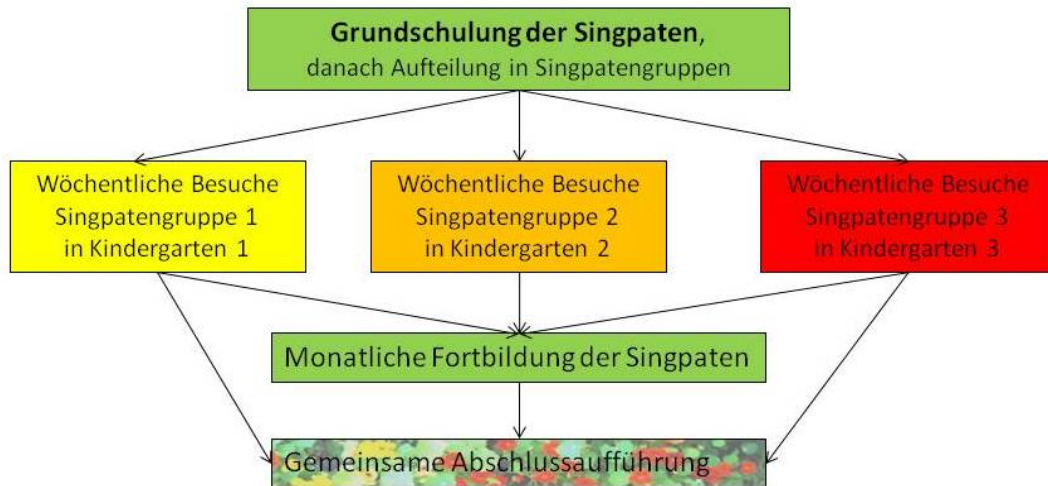 Grundschulung der Singpaten,
danach Aufteilung in Singpatengruppen
Wöchentliche Besuche
Singpatengruppe 1
in Kindergarten 1
Wöchentliche Besuche
Singpatengruppe 2
in Kindergarten 2
Wöchentliche Besuche
Singpatengruppe 3
in Kindergarten 3
Monatliche Fortbildung der Singpaten
Gemeinsame Abschlussaufführung